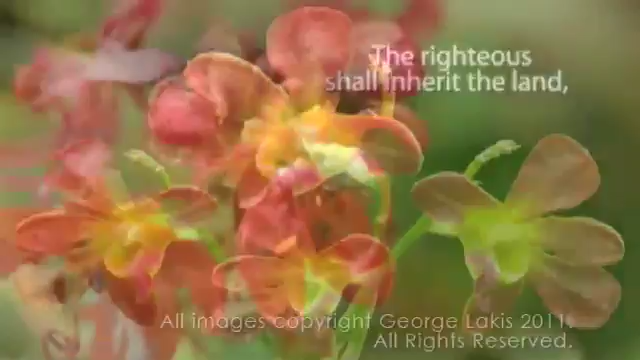 The righteous
shall inherit the land,
All images copyright George Lakis 2011.
All Rights Reserved.